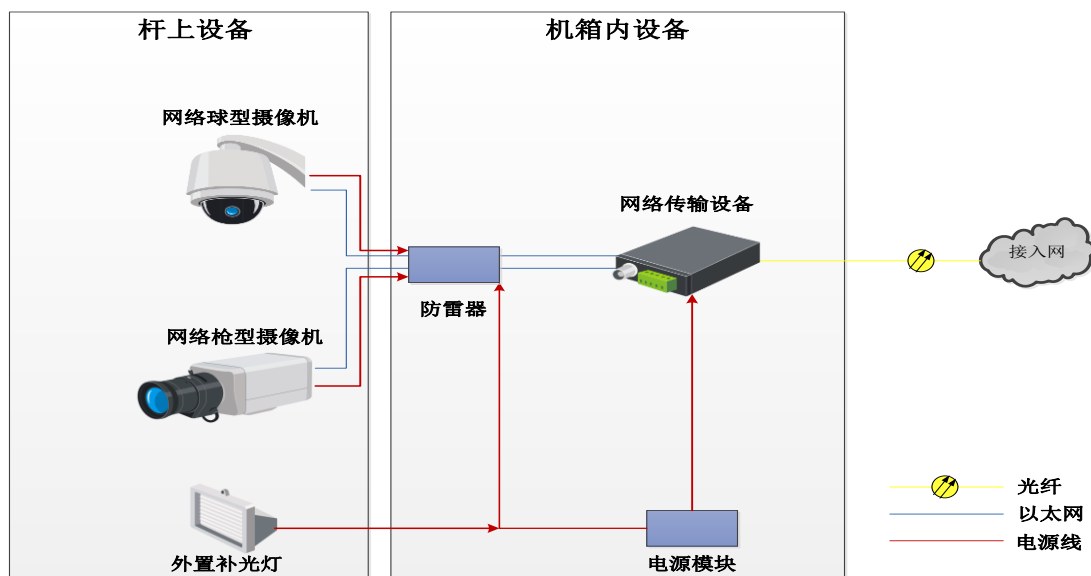 杆上设备
机箱内设备
网络球型摄像机
网络传输设备
接入网
防雷器
网络枪型摄像机
外置补光灯
电源模块
光纤
以太网
电源线